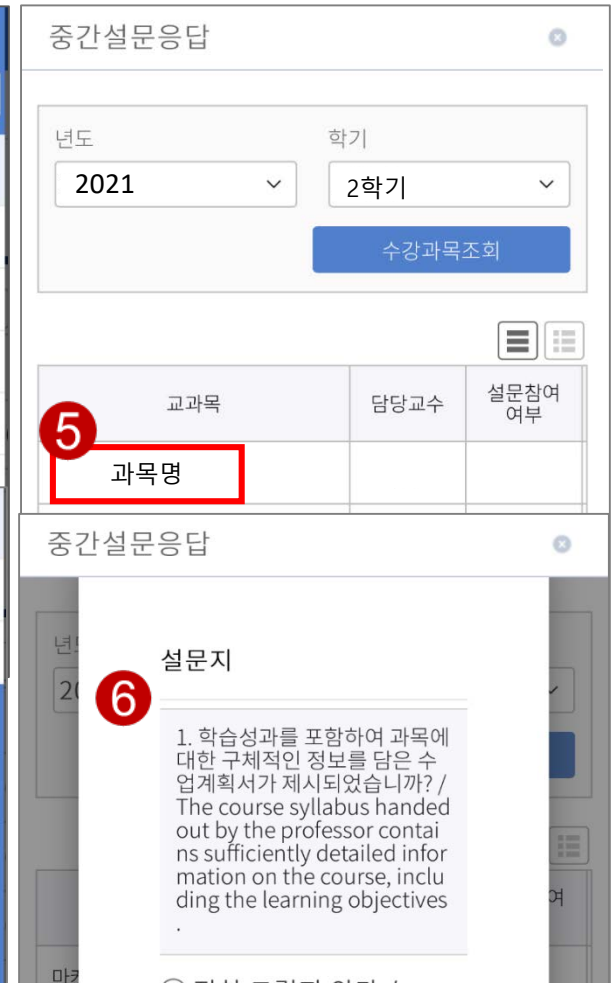 중간설문응답
년도 학기
2021 2학기
수강과목조회
교과목 담당교수 설문참여
여부
5
과목명
중간설문응답
설문지
6
1. 학습성과를 포함하여 과목에
대한 구체적인 정보를 담은 수
업계획서가 제시되었습니까? /
The course syllabus handed
out by the professor contai
ns sufficiently detailed infor
mation on the course, inclu
ding the learning objectives
.